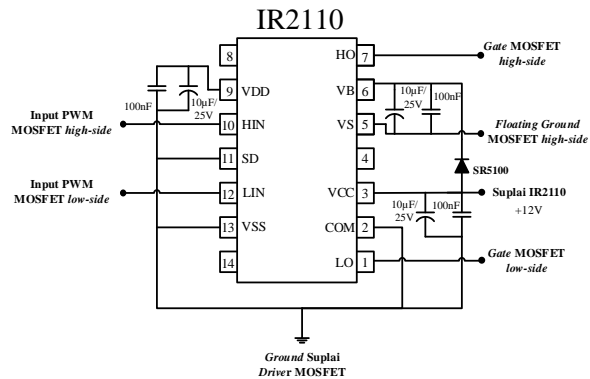 IR2110
8
HO
7
Gate MOSFET
high-side
9
VDD
VB
6
100nF
10µF/
25V
10µF/
25V
100nF
Input PWM
MOSFET high-side
10
HIN
VS
5
Floating Ground
MOSFET high-side
11
SD
4
SR5100
Input PWM
MOSFET low-side
12
LIN
VCC
3
Suplai IR2110
+12V
10µF/
25V
100nF
13
VSS
COM
2
14
LO
1
Gate MOSFET
low-side
Ground Suplai
Driver MOSFET